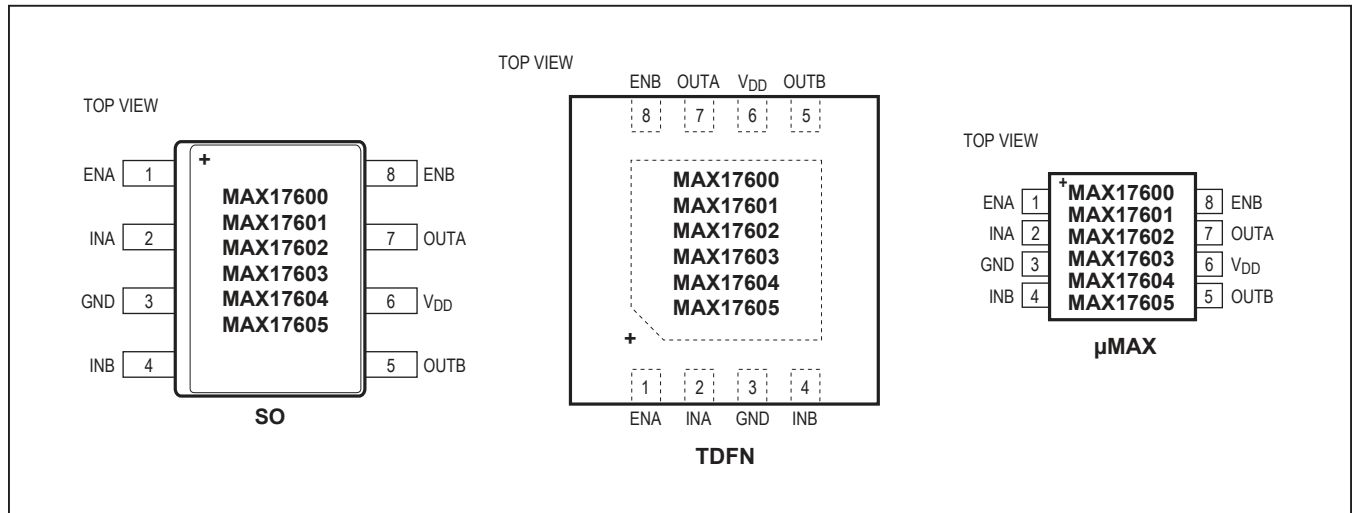 TOP VIEW
ENA 1
INA 2
GND 3
INB 4
+
MAX17600
MAX17601
MAX17602
MAX17603
MAX17604
MAX17605
8 ENB
7 OUTA
6 VDD
5 OUTB
SO
TOP VIEW
ENB OUTA VDD OUTB
8 7 6 5
MAX17600
MAX17601
MAX17602
MAX17603
MAX17604
MAX17605
+
1 2 3 4
ENA INA GND INB
TDFN
TOP VIEW
ENA 1
INA 2
GND 3
INB 4
+
MAX17600
MAX17601
MAX17602
MAX17603
MAX17604
MAX17605
8 ENB
7 OUTA
6 VDD
5 OUTB
µMAX